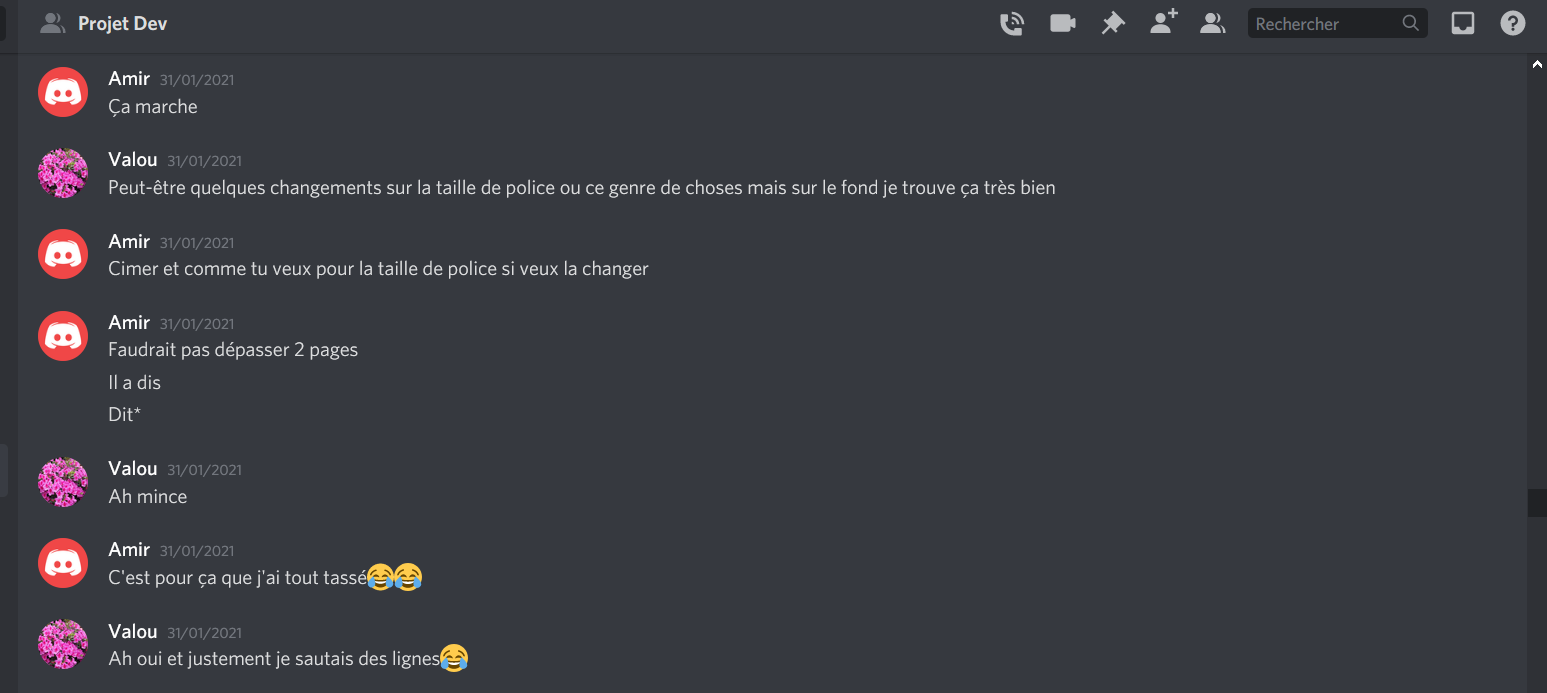 Projet Dev
Rechercher
Amir 31/01/2021
Ça marche
Valou 31/01/2021
Peut-être quelques changements sur la taille de police ou ce genre de choses mais sur le fond je trouve ça très bien
Amir 31/01/2021
Cimer et comme tu veux pour la taille de police si veux la changer
Amir 31/01/2021
Faudrait pas dépasser 2 pages
Il a dis
Dit*
Valou 31/01/2021
Ah mince
Amir 31/01/2021
C'est pour ça que j'ai tout tassé😂😂
Valou 31/01/2021
Ah oui et justement je sautais des lignes😂